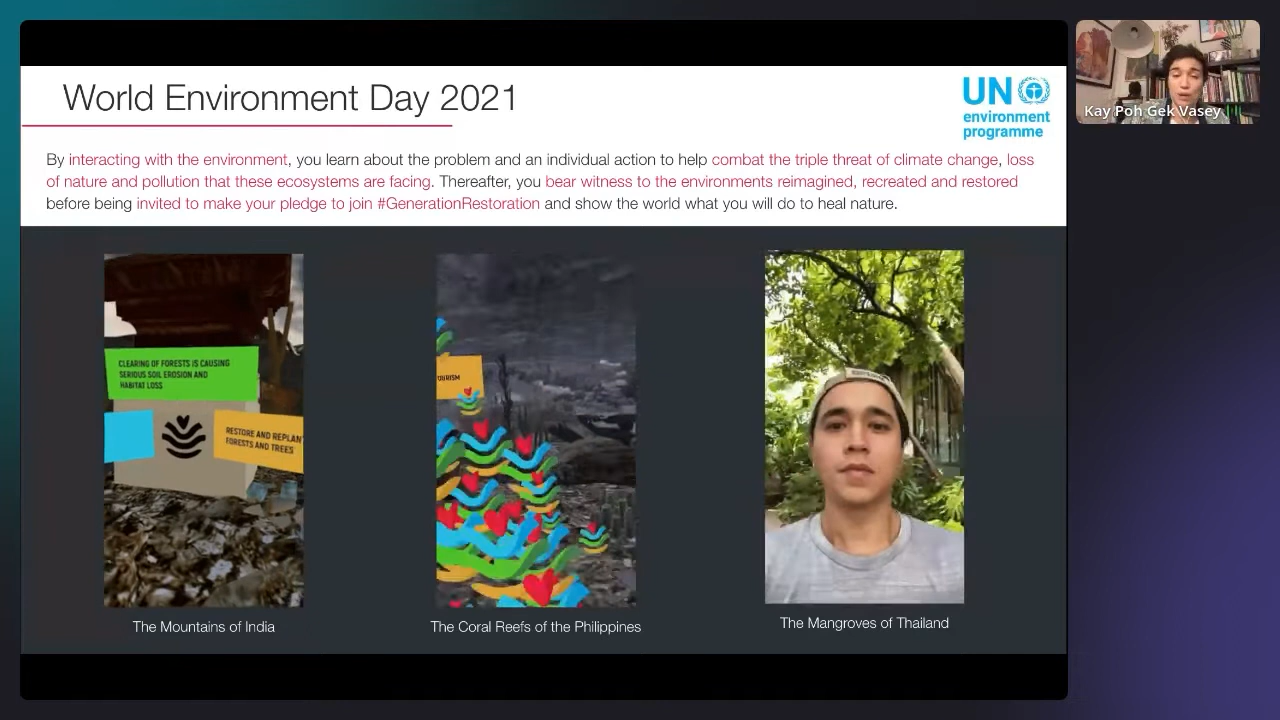 World Environment Day 2021
UN
environment
programme
By interacting with the environment, you learn about the problem and an individual action to help combat the triple threat of climate change, loss
of nature and pollution that these ecosystems are facing. Thereafter, you bear witness to the environments reimagined, recreated and restored
before being invited to make your pledge to join #GenerationRestoration and show the world what you will do to heal nature.
Kay Poh Gek Vasey
CLEARING OF FORESTS IS CAUSING
SERIOUS SOIL EROSION AND
HABITAT LOSS
RESTORE AND REPLAN
FORESTS AND TREES
OURISM
The Mountains of India
The Coral Reefs of the Philippines
The Mangroves of Thailand